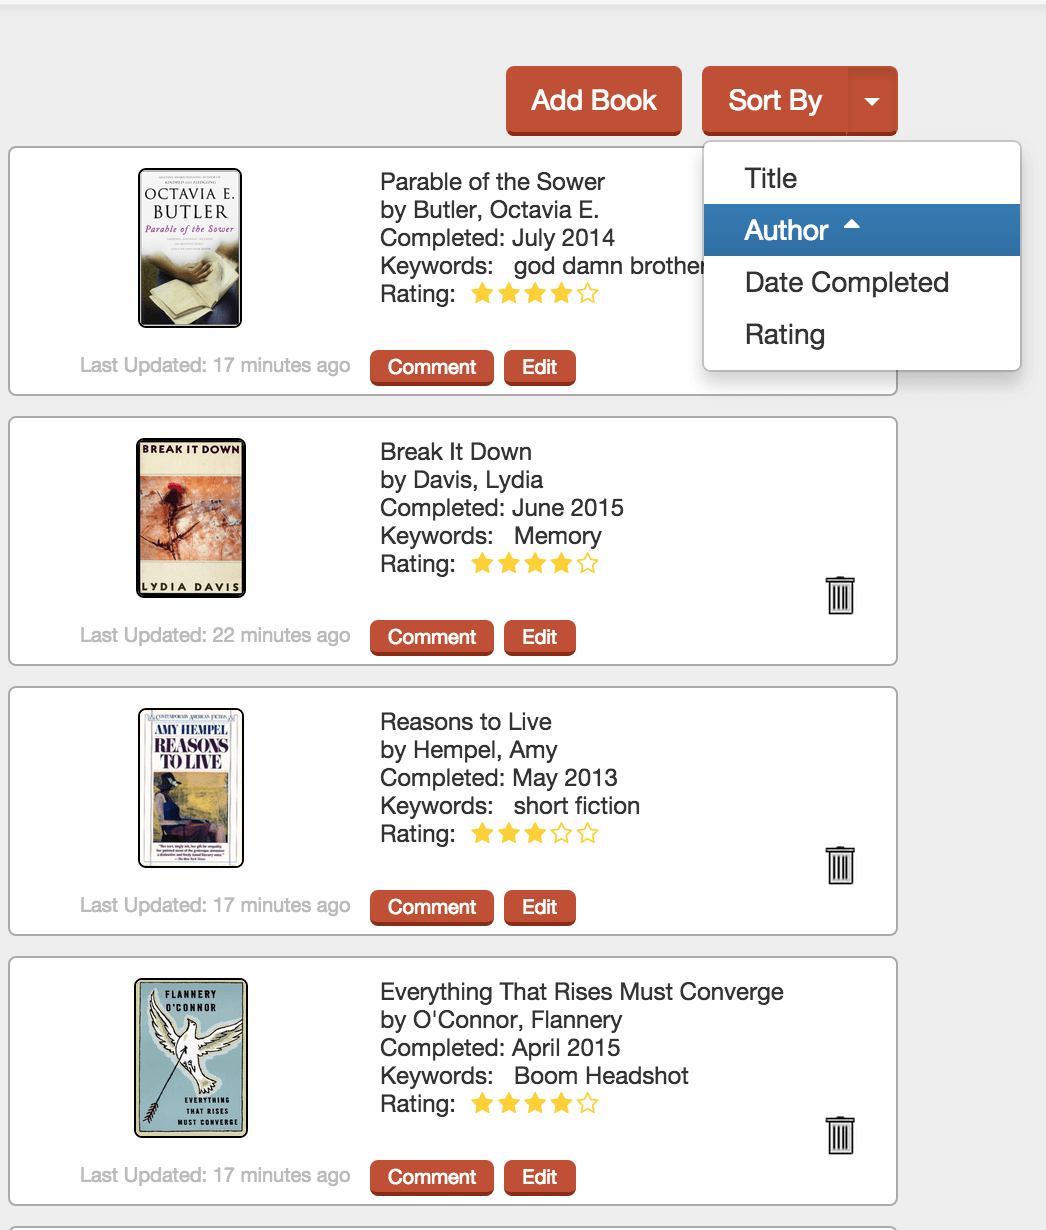 Add Book
Sort By
Title
Author
Date Completed
Rating
OCTAVIA E.
BUTLER
Parable of the Sower
Parable of the Sower
by Butler, Octavia E.
Completed: July 2014
Keywords: god damn brother
Rating:
Last Updated: 17 minutes ago
Comment
Edit
BREAK IT DOWN
LYDIA DAVIS
Break It Down
by Davis, Lydia
Completed: June 2015
Keywords: Memory
Rating:
Last Updated: 22 minutes ago
Comment
Edit
CONTEMPORARY AMERICAN FICTION
AMY HEMPEL
REASONS
TO LIVE
Reasons to Live
by Hempel, Amy
Completed: May 2013
Keywords: short fiction
Rating:
Last Updated: 17 minutes ago
Comment
Edit
FLANNERY
O'CONNOR
EVERYTHING
THAT RISES
MUST CONVERGE
Everything That Rises Must Converge
by O'Connor, Flannery
Completed: April 2015
Keywords: Boom Headshot
Rating:
Last Updated: 17 minutes ago
Comment
Edit